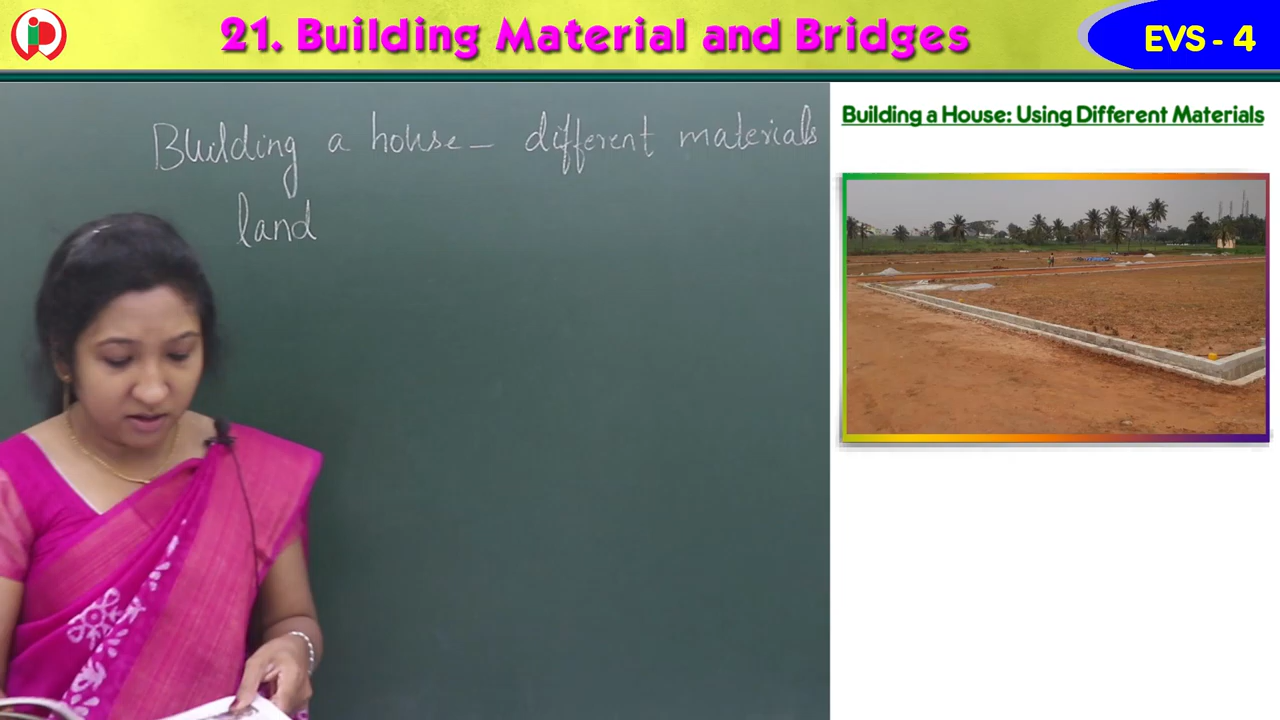 21. Building Material and Bridges
EVS - 4
Building a house - different materials
land
Building a House: Using Different Materials